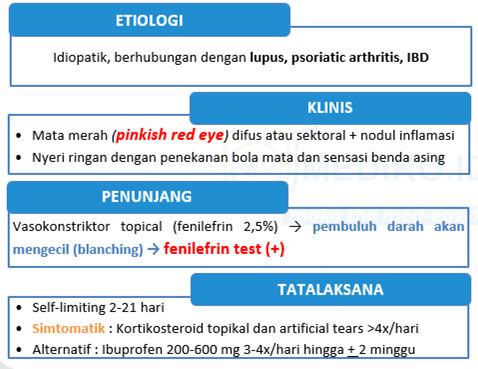 ETIOLOGI
Idiopatik, berhubungan dengan lupus, psoriatic arthritis, IBD
KLINIS
• Mata merah (pinkish red eye) difus atau sektoral + nodul inflamasi
• Nyeri ringan dengan penekanan bola mata dan sensasi benda asing
PENUNJANG
Vasokonstriktor topical (fenilefrin 2,5%) → pembuluh darah akan
mengecil (blanching) → fenilefrin test (+)
TATALAKSANA
• Self-limiting 2-21 hari
• Simtomatik : Kortikosteroid topikal dan artificial tears >4x/hari
• Alternatif : Ibuprofen 200-600 mg 3-4x/hari hingga + 2 minggu